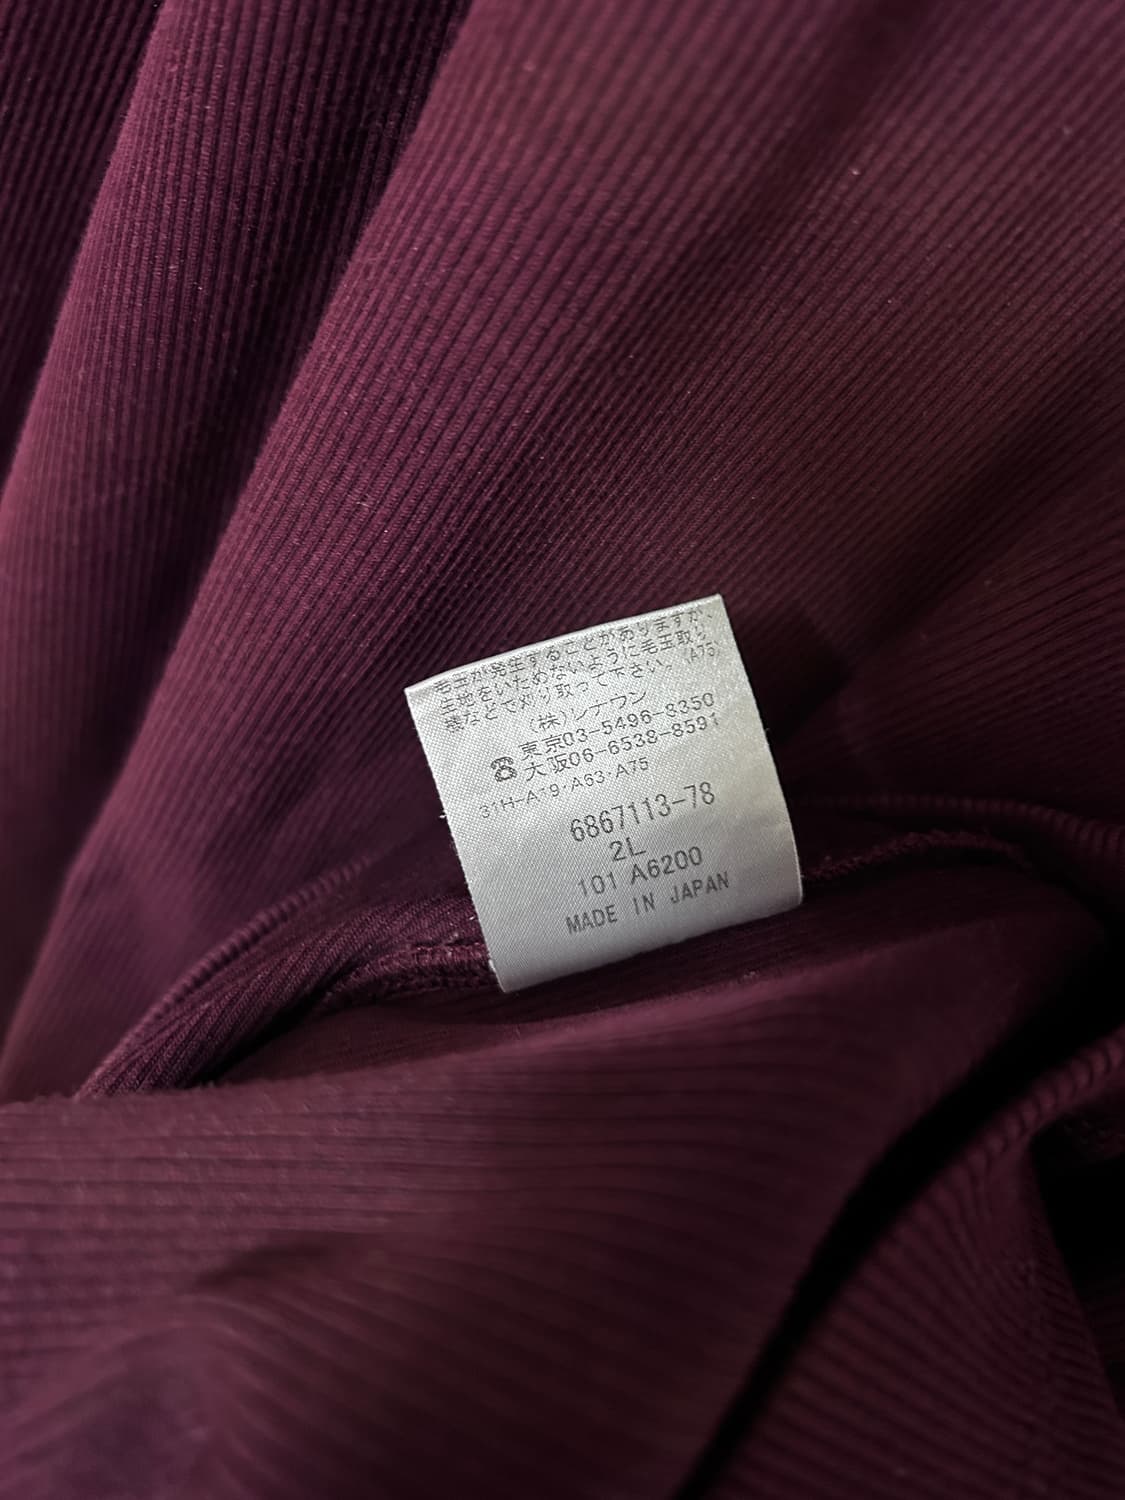 毛玉が発生することがありますが、
生地をいためないように毛玉取り
機などで刈り取って下さい。(A75)
(株)レナウン
☎東京03-5496-8350
大阪06-6538-8591
31H-A19・A63・A75
6867113-78
2L
101 A6200
MADE IN JAPAN